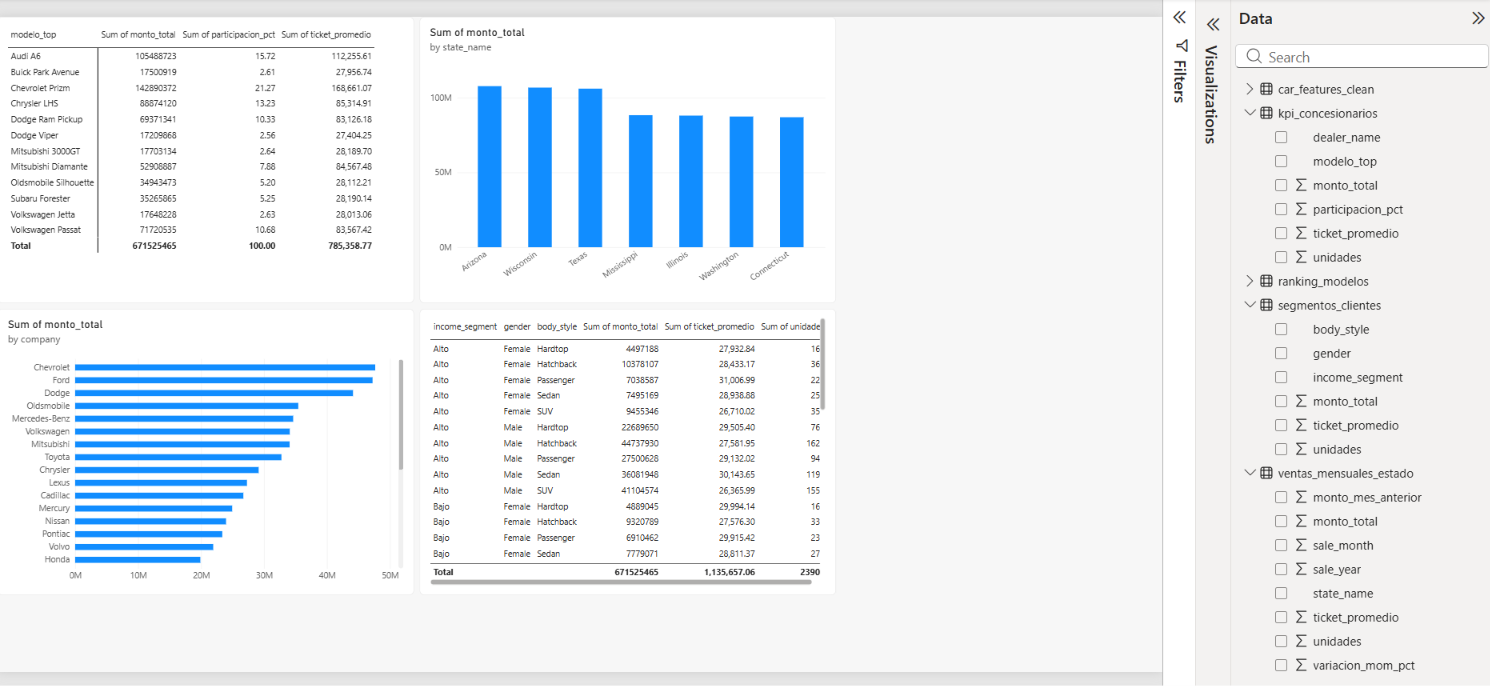 modelo_top Sum of monto_total Sum of participacion_pct Sum of ticket_promedio
Audi A6 105488723 15.72 112,255.61
Buick Park Avenue 17500919 2.61 27,956.74
Chevrolet Prizm 142890372 21.27 168,661.07
Chrysler LHS 88874120 13.23 85,314.91
Dodge Ram Pickup 69371341 10.33 83,126.18
Dodge Viper 17209868 2.56 27,404.25
Mitsubishi 3000GT 17703134 2.64 28,189.70
Mitsubishi Diamante 52908887 7.88 84,567.48
Oldsmobile Silhouette 34943473 5.20 28,112.21
Subaru Forester 35265865 5.25 28,190.14
Volkswagen Jetta 17648228 2.63 28,013.06
Volkswagen Passat 71720535 10.68 83,567.42
Total 671525465 100.00 785,358.77
Sum of monto_total
by state_name
100M
50M
0M
Arizona Wisconsin Texas Mississippi Illinois Washington Connecticut
Sum of monto_total
by company
Chevrolet
Ford
Dodge
Oldsmobile
Mercedes-Benz
Volkswagen
Mitsubishi
Toyota
Chrysler
Lexus
Cadillac
Mercury
Nissan
Pontiac
Volvo
Honda
0M 10M 20M 30M 40M 50M
income_segment gender body_style Sum of monto_total Sum of ticket_promedio Sum of unidade
Alto Female Hardtop 4497188 27,932.84 16
Alto Female Hatchback 10378107 28,433.17 36
Alto Female Passenger 7038587 31,006.99 22
Alto Female Sedan 7495169 28,938.88 25
Alto Female SUV 9455346 26,710.02 35
Alto Male Hardtop 22689650 29,505.40 76
Alto Male Hatchback 44737930 27,581.95 162
Alto Male Passenger 27500628 29,132.02 94
Alto Male Sedan 36081948 30,143.65 119
Alto Male SUV 41104574 26,365.99 155
Bajo Female Hardtop 4889045 29,994.14 16
Bajo Female Hatchback 9320789 27,576.30 33
Bajo Female Passenger 6910462 29,915.42 23
Bajo Female Sedan 7779071 28,811.37 27
Total 671525465 1,135,657.06 2390
Filters
Visualizations
Data
Search
car_features_clean
kpi_concesionarios
dealer_name
modelo_top
monto_total
participacion_pct
ticket_promedio
unidades
ranking_modelos
segmentos_clientes
body_style
gender
income_segment
monto_total
ticket_promedio
unidades
ventas_mensuales_estado
monto_mes_anterior
monto_total
sale_month
sale_year
state_name
ticket_promedio
unidades
variacion_mom_pct